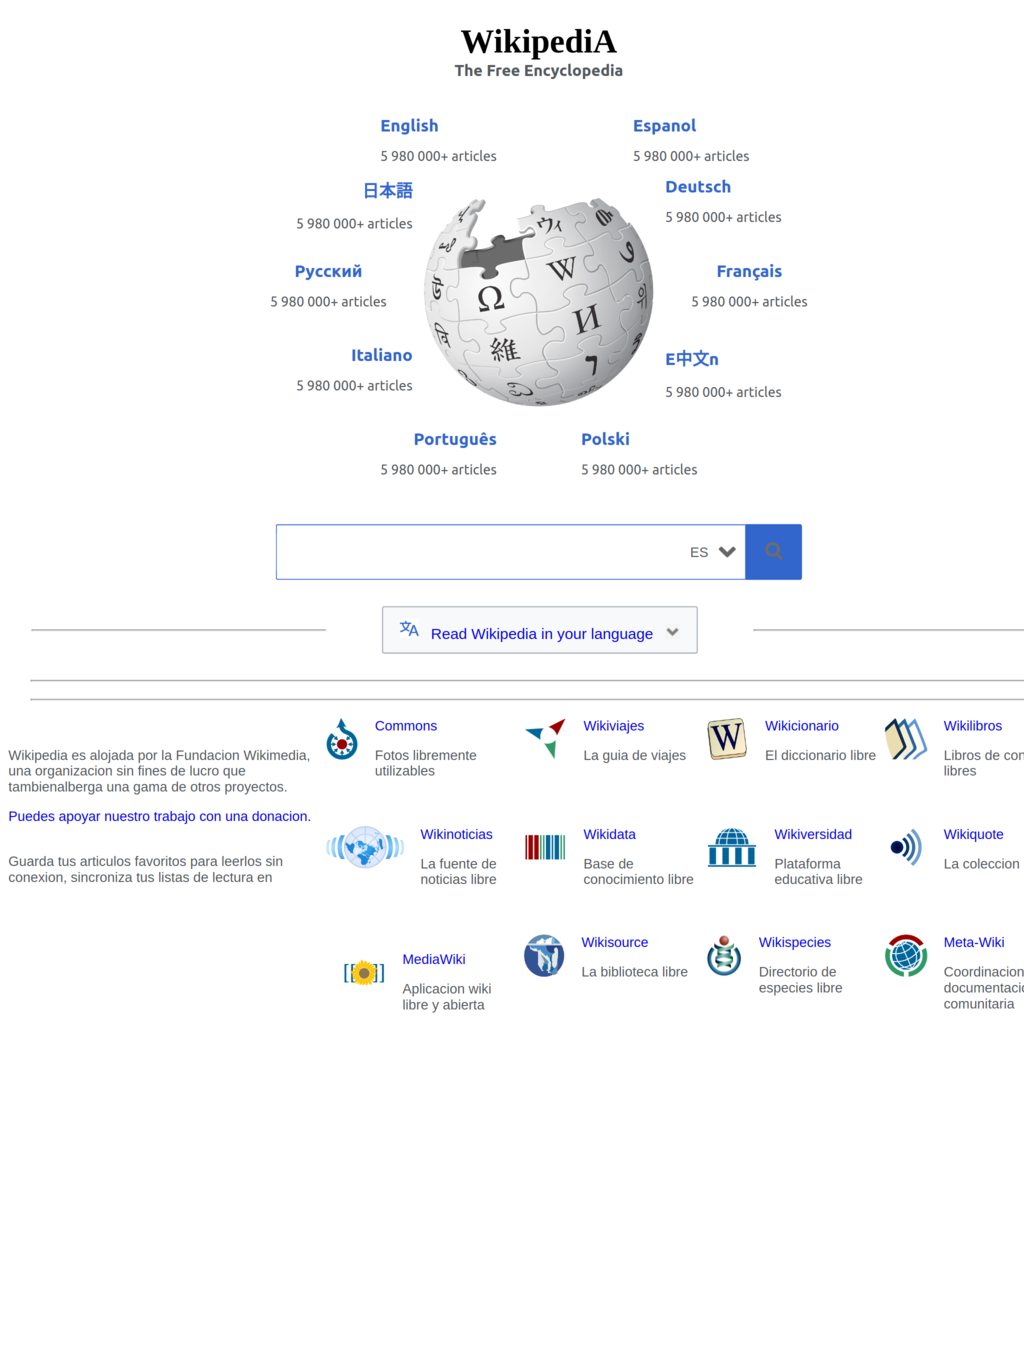 WikipediA
The Free Encyclopedia
English
5 980 000+ articles
Espanol
5 980 000+ articles
日本語
5 980 000+ articles
Deutsch
5 980 000+ articles
Русский
5 980 000+ articles
Français
5 980 000+ articles
Italiano
5 980 000+ articles
E中文n
5 980 000+ articles
Português
5 980 000+ articles
Polski
5 980 000+ articles
Ω
W
И
維
ウィ
ES
Read Wikipedia in your language
Wikipedia es alojada por la Fundacion Wikimedia,
una organizacion sin fines de lucro que
tambienalberga una gama de otros proyectos.
Puedes apoyar nuestro trabajo con una donacion.
Guarda tus articulos favoritos para leerlos sin
conexion, sincroniza tus listas de lectura en
Commons
Fotos libremente
utilizables
Wikiviajes
La guia de viajes
W
Wikicionario
El diccionario libre
Wikilibros
Libros de con
libres
Wikinoticias
La fuente de
noticias libre
Wikidata
Base de
conocimiento libre
Wikiversidad
Plataforma
educativa libre
Wikiquote
La coleccion
MediaWiki
Aplicacion wiki
libre y abierta
Wikisource
La biblioteca libre
Wikispecies
Directorio de
especies libre
Meta-Wiki
Coordinacion
documentaci
comunitaria